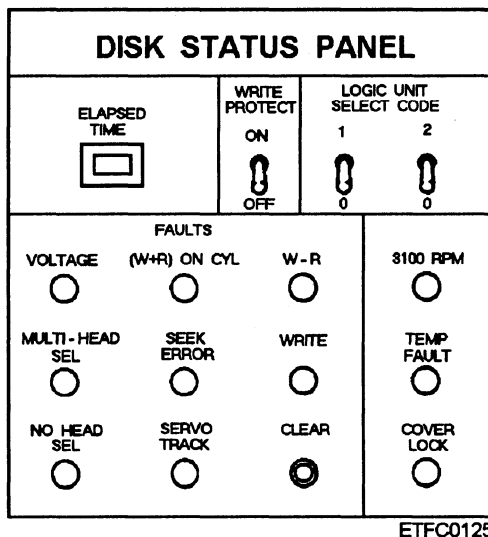 DISK STATUS PANEL
ELAPSED
TIME
WRITE
PROTECT
ON
OFF
LOGIC UNIT
SELECT CODE
1 2
0 0
FAULTS
VOLTAGE (W+R) ON CYL W-R 3100 RPM
MULTI-HEAD
SEL
SEEK
ERROR
WRITE
TEMP
FAULT
NO HEAD
SEL
SERVO
TRACK
CLEAR
COVER
LOCK
ETFC0125